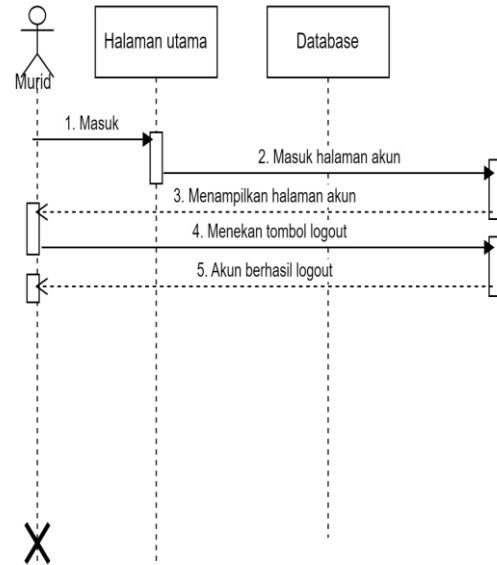 Halaman utama
Database
Murid
1. Masuk
2. Masuk halaman akun
3. Menampilkan halaman akun
4. Menekan tombol logout
5. Akun berhasil logout